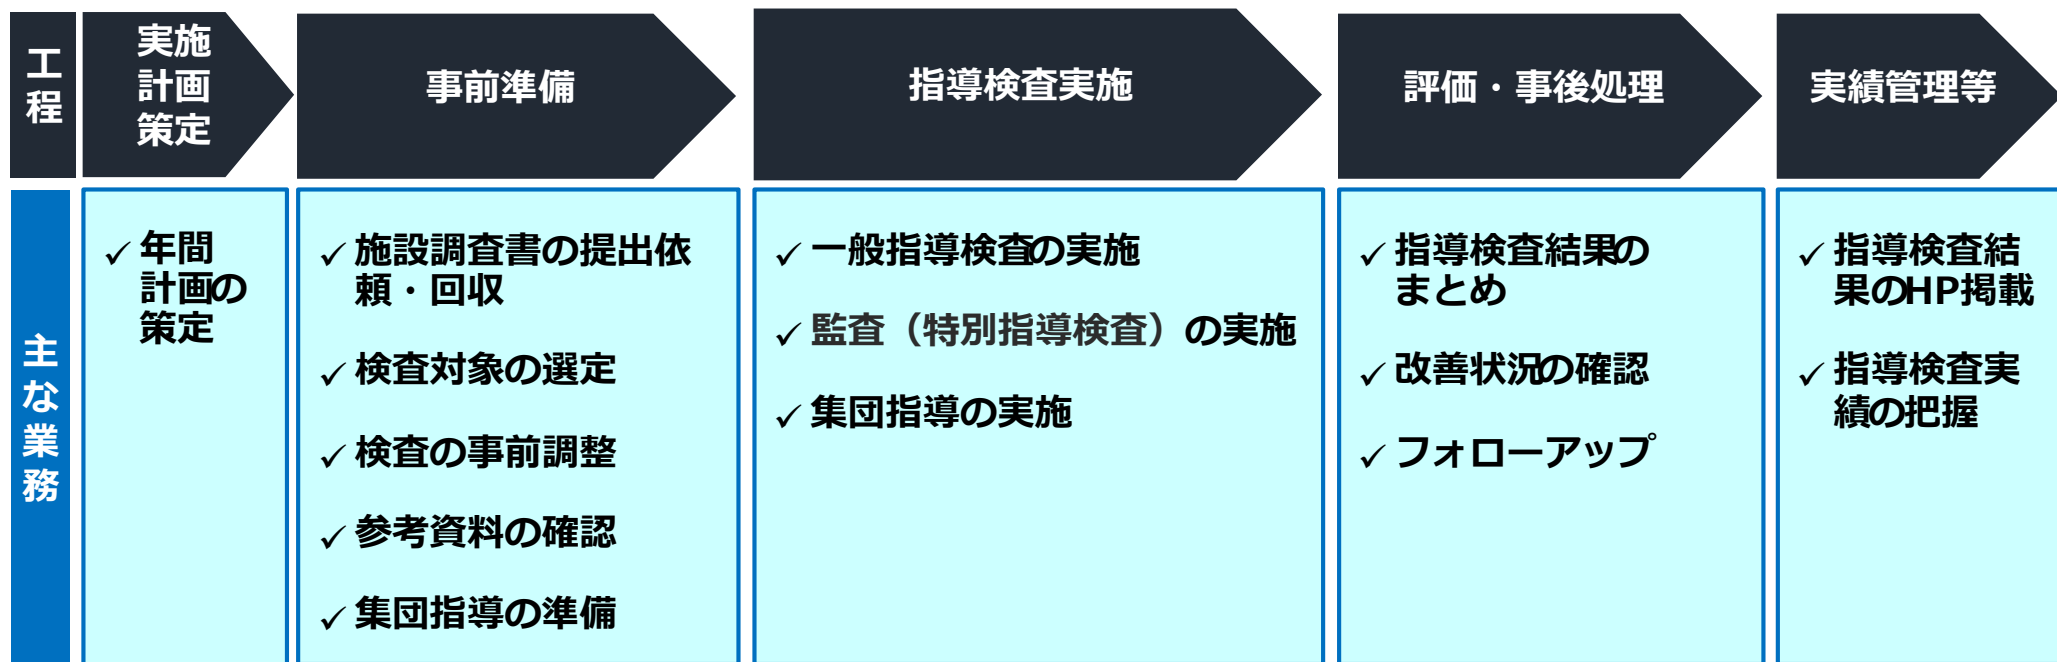 工程
実施
計画
策定
事前準備
指導検査実施
評価・事後処理
実績管理等
主な業務
✓ 年間
計画の
策定
✓ 施設調査書の提出依
頼・回収
✓ 検査対象の選定
✓ 検査の事前調整
✓ 参考資料の確認
✓ 集団指導の準備
✓ 一般指導検査の実施
✓ 監査（特別指導検査）の実施
✓ 集団指導の実施
✓ 指導検査結果の
まとめ
✓ 改善状況の確認
✓ フォローアップ
✓ 指導検査結
果のHP掲載
✓ 指導検査実
績の把握